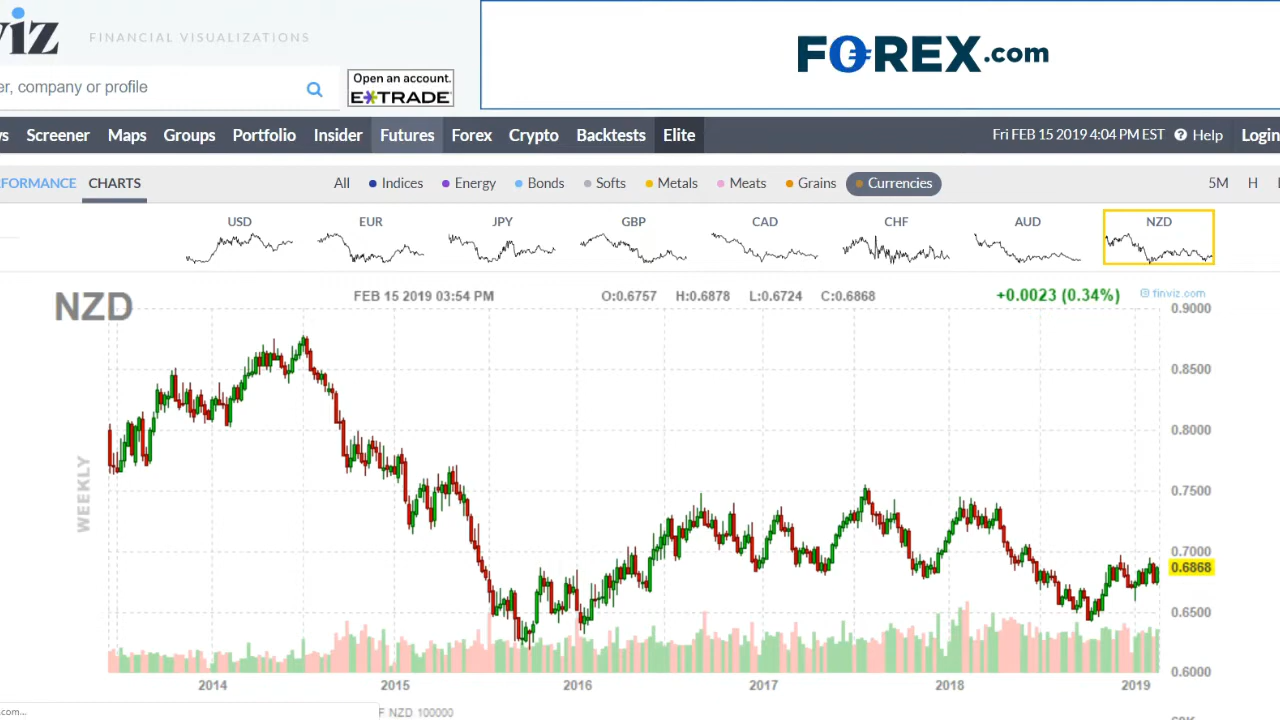 viz FINANCIAL VISUALIZATIONS
FOREX.com
er, company or profile
Open an account.
E*TRADE
s Screener Maps Groups Portfolio Insider Futures Forex Crypto Backtests Elite Fri FEB 15 2019 4:04 PM EST ? Help Login
FORMANCE CHARTS All Indices Energy Bonds Softs Metals Meats Grains Currencies 5M H
USD EUR JPY GBP CAD CHF AUD NZD
NZD FEB 15 2019 03:54 PM O:0.6757 H:0.6878 L:0.6724 C:0.6868 +0.0023 (0.34%) © finviz.com
0.9000
0.8500
0.8000
0.7500
0.7000
0.6868
0.6500
0.6000
WEEKLY
2014 2015 2016 2017 2018 2019
.com...
F NZD 100000